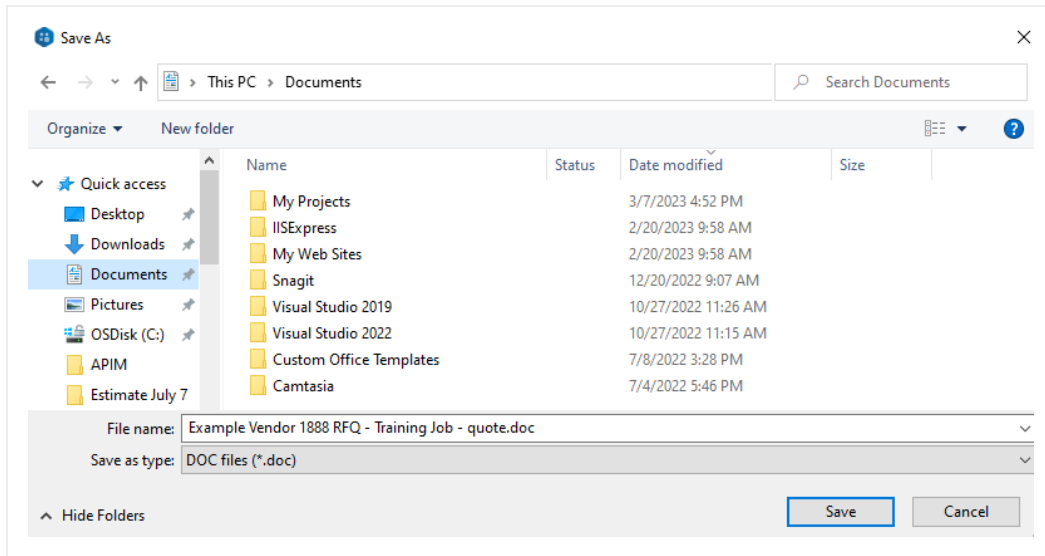 Save As
This PC > Documents
Search Documents
Organize
New folder
Name Status Date modified Size
Quick access
Desktop
Downloads
Documents
Pictures
OSDisk (C:)
APIM
Estimate July 7
My Projects 3/7/2023 4:52 PM
IISExpress 2/20/2023 9:58 AM
My Web Sites 2/20/2023 9:58 AM
Snagit 12/20/2022 9:07 AM
Visual Studio 2019 10/27/2022 11:26 AM
Visual Studio 2022 10/27/2022 11:15 AM
Custom Office Templates 7/8/2022 3:28 PM
Camtasia 7/4/2022 5:46 PM
File name: Example Vendor 1888 RFQ - Training Job - quote.doc
Save as type: DOC files (*.doc)
Hide Folders
Save
Cancel